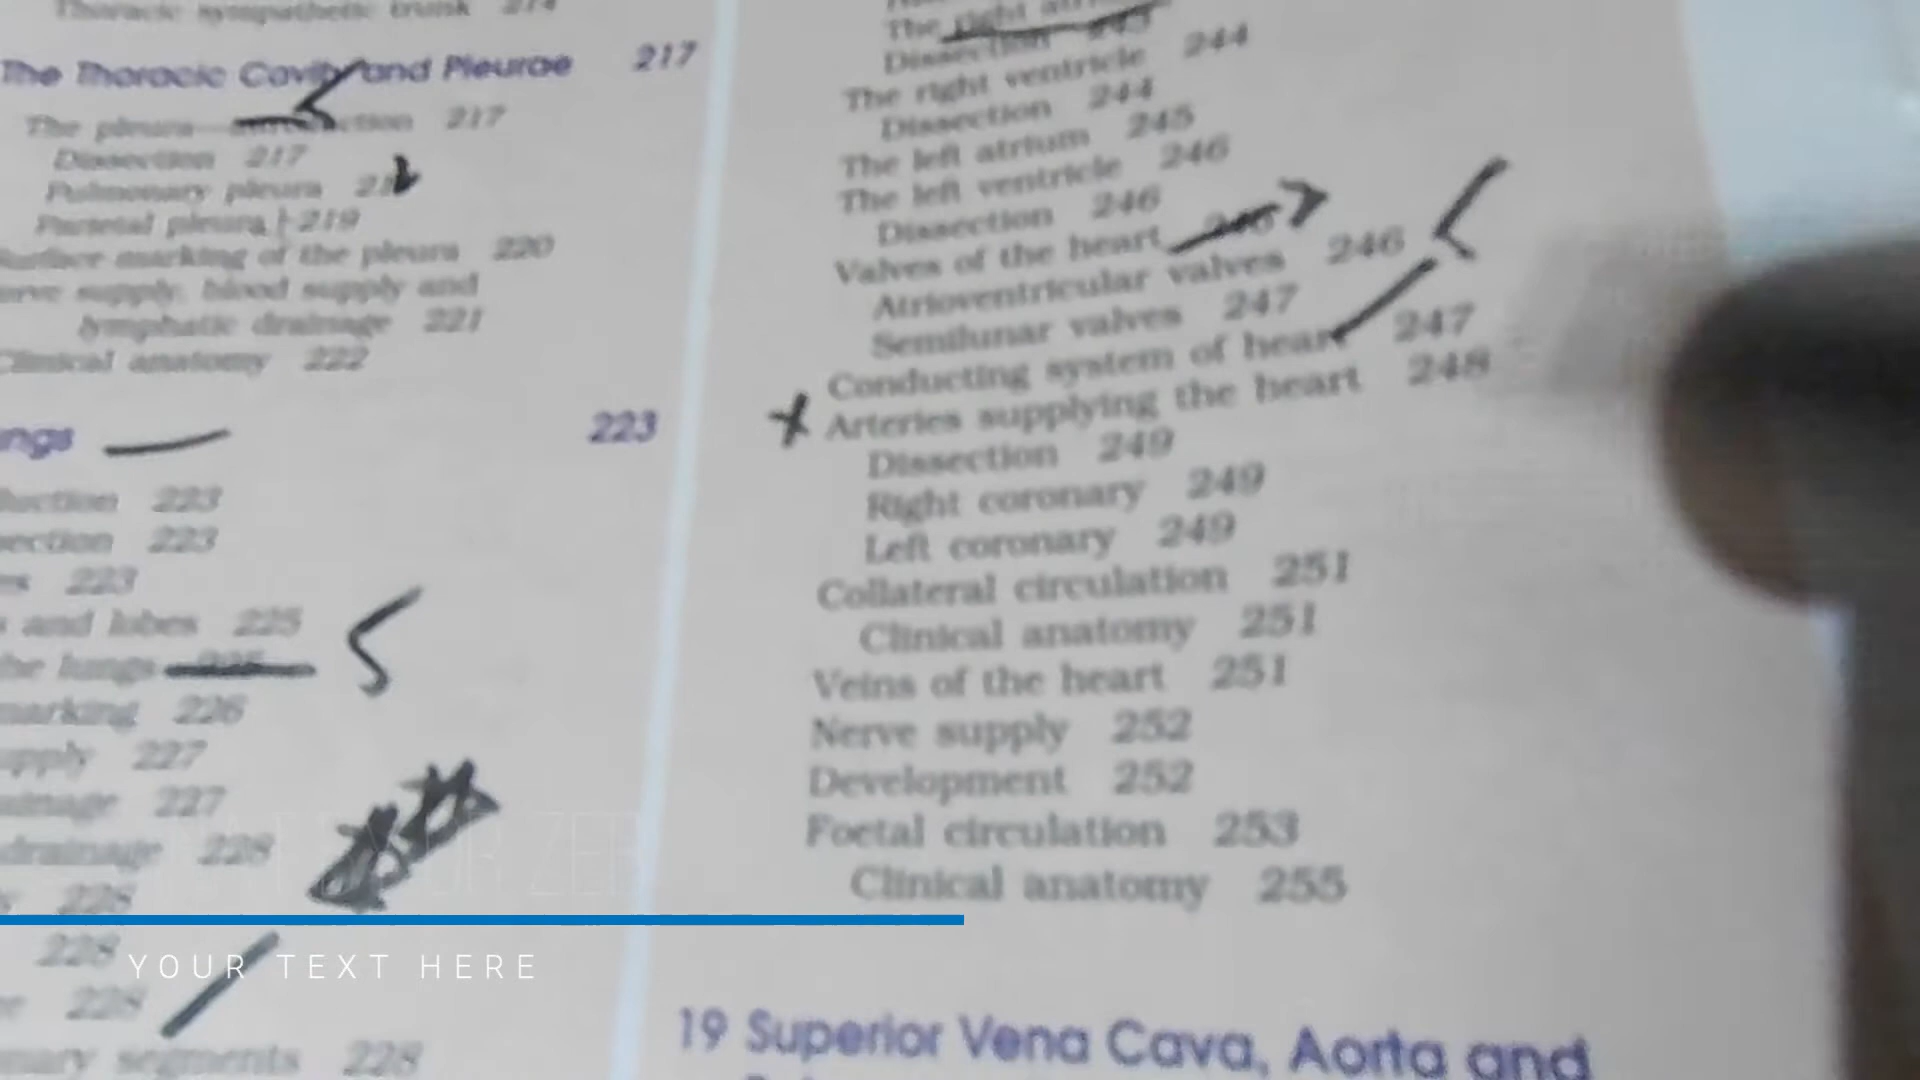 Thoracic sympathetic trunk 214
The Thoracic Cavity and Pleurae 217
The pleura 217
Dissection 217
Pulmonary pleura
Parietal pleura 219
Surface marking of the pleura 220
supply, blood supply and
lymphatic drainage 221
Clinical anatomy 222
223
223
223
223
and lobes 225
the lungs
marking 226
227
227
drainage 228
228
228
228
segments 228
The right
Dissection 243
The right ventricle 244
Dissection 244
The left atrium 245
The left ventricle 246
Dissection 246
Valves of the heart
Atrioventricular valves 246
Semilunar valves 247
Conducting system of heart 247
Arteries supplying the heart 248
Dissection 249
Right coronary 249
Left coronary 249
Collateral circulation 251
Clinical anatomy 251
Veins of the heart 251
Nerve supply 252
Development 252
Foetal circulation 253
Clinical anatomy 255
19 Superior Vena Cava, Aorta and
YOUR TEXT HERE